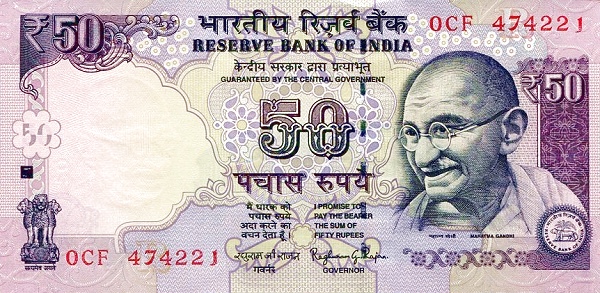 ₹50
भारतीय रिज़र्व बैंक
0CF 474221
RESERVE BANK OF INDIA
केन्द्रीय सरकार द्वारा प्रत्याभूत
GUARANTEED BY THE CENTRAL GOVERNMENT
₹50
50
50
पचास रुपये
मैं धारक को
पचास रुपये
अदा करने का
वचन देता हूँ।
I PROMISE TO
PAY THE BEARER
THE SUM OF
FIFTY RUPEES
महात्मा गांधी
MAHATMA GANDHI
0CF 474221
रघुराम गो राजन
गवर्नर
Raghuram G. Rajan
GOVERNOR
सत्यमेव जयते